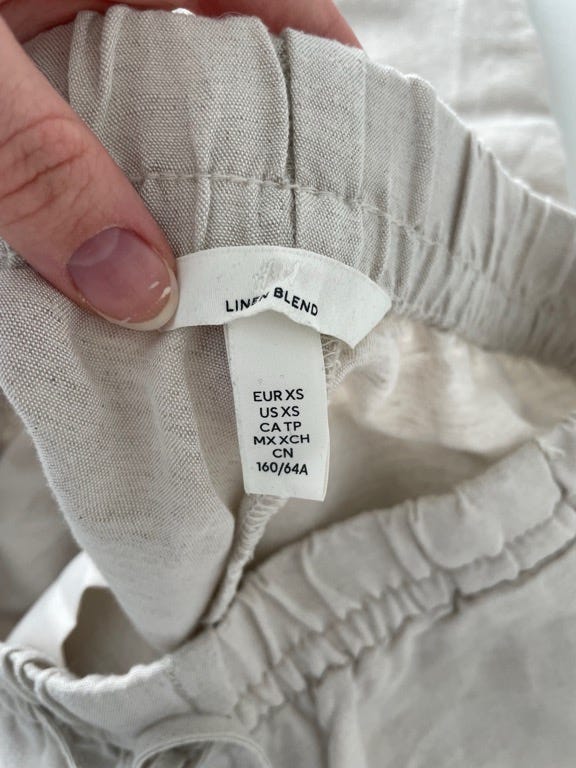 LINEN BLEND
EUR XS
US XS
CA TP
MX XCH
CN
160/64A